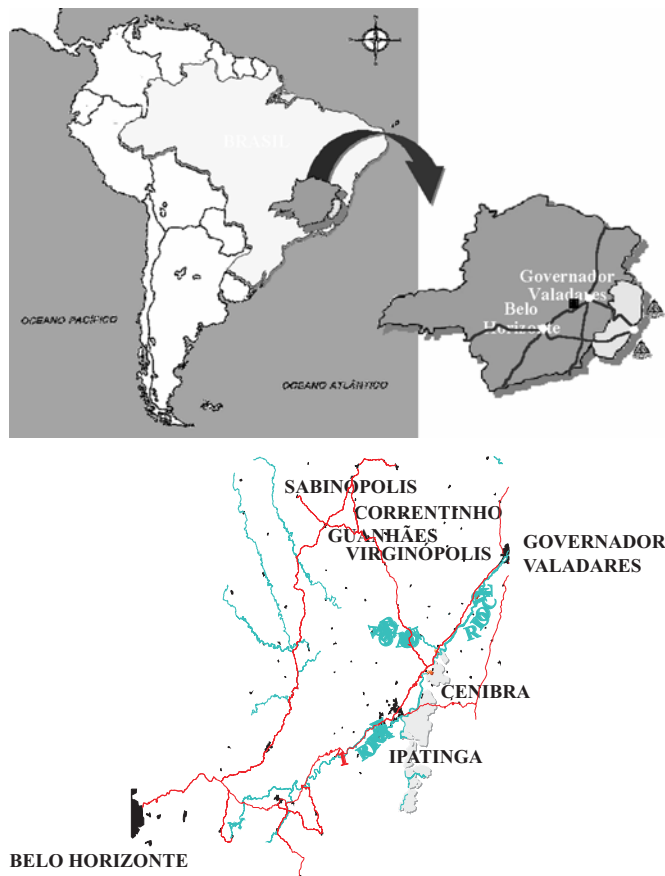 N
BRASIL
Governador
Valadares
Belo
Horizonte
OCEANO PACÍFICO
OCEANO ATLÂNTICO
SABINÓPOLIS
CORRENTINHO
GUANHÃES
VIRGINÓPOLIS
GOVERNADOR
VALADARES
CENIBRA
IPATINGA
BELO HORIZONTE